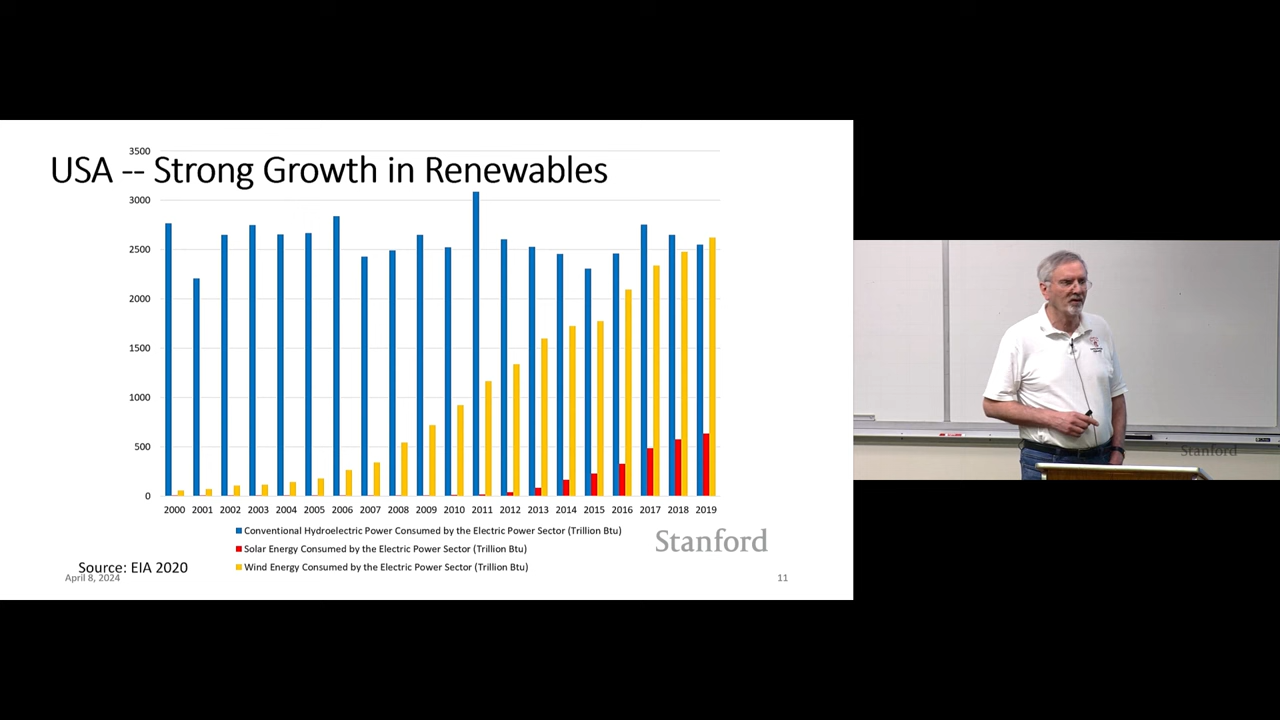 3500
USA -- Strong Growth in Renewables
3000
2500
2000
1500
1000
500
0
2000 2001 2002 2003 2004 2005 2006 2007 2008 2009 2010 2011 2012 2013 2014 2015 2016 2017 2018 2019
Conventional Hydroelectric Power Consumed by the Electric Power Sector (Trillion Btu)
Solar Energy Consumed by the Electric Power Sector (Trillion Btu)
Wind Energy Consumed by the Electric Power Sector (Trillion Btu)
Stanford
Source: EIA 2020
April 8, 2024
11
Stanford